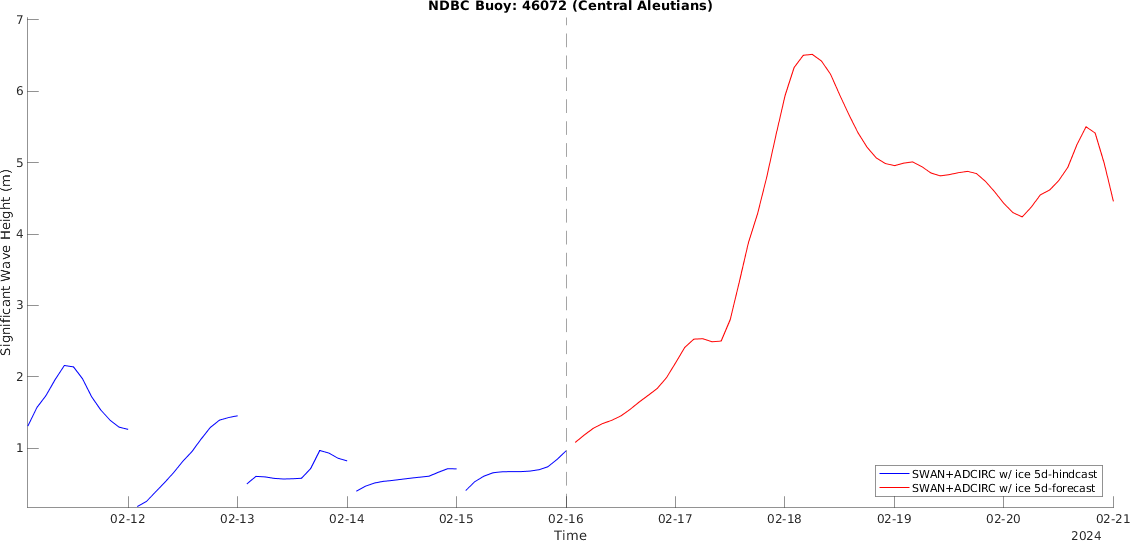 NDBC Buoy: 46072 (Central Aleutians)
7
6
5
4
3
2
1
Significant Wave Height (m)
SWAN+ADCIRC w/ ice 5d-hindcast
SWAN+ADCIRC w/ ice 5d-forecast
02-12 02-13 02-14 02-15 02-16 02-17 02-18 02-19 02-20 02-21
Time
2024